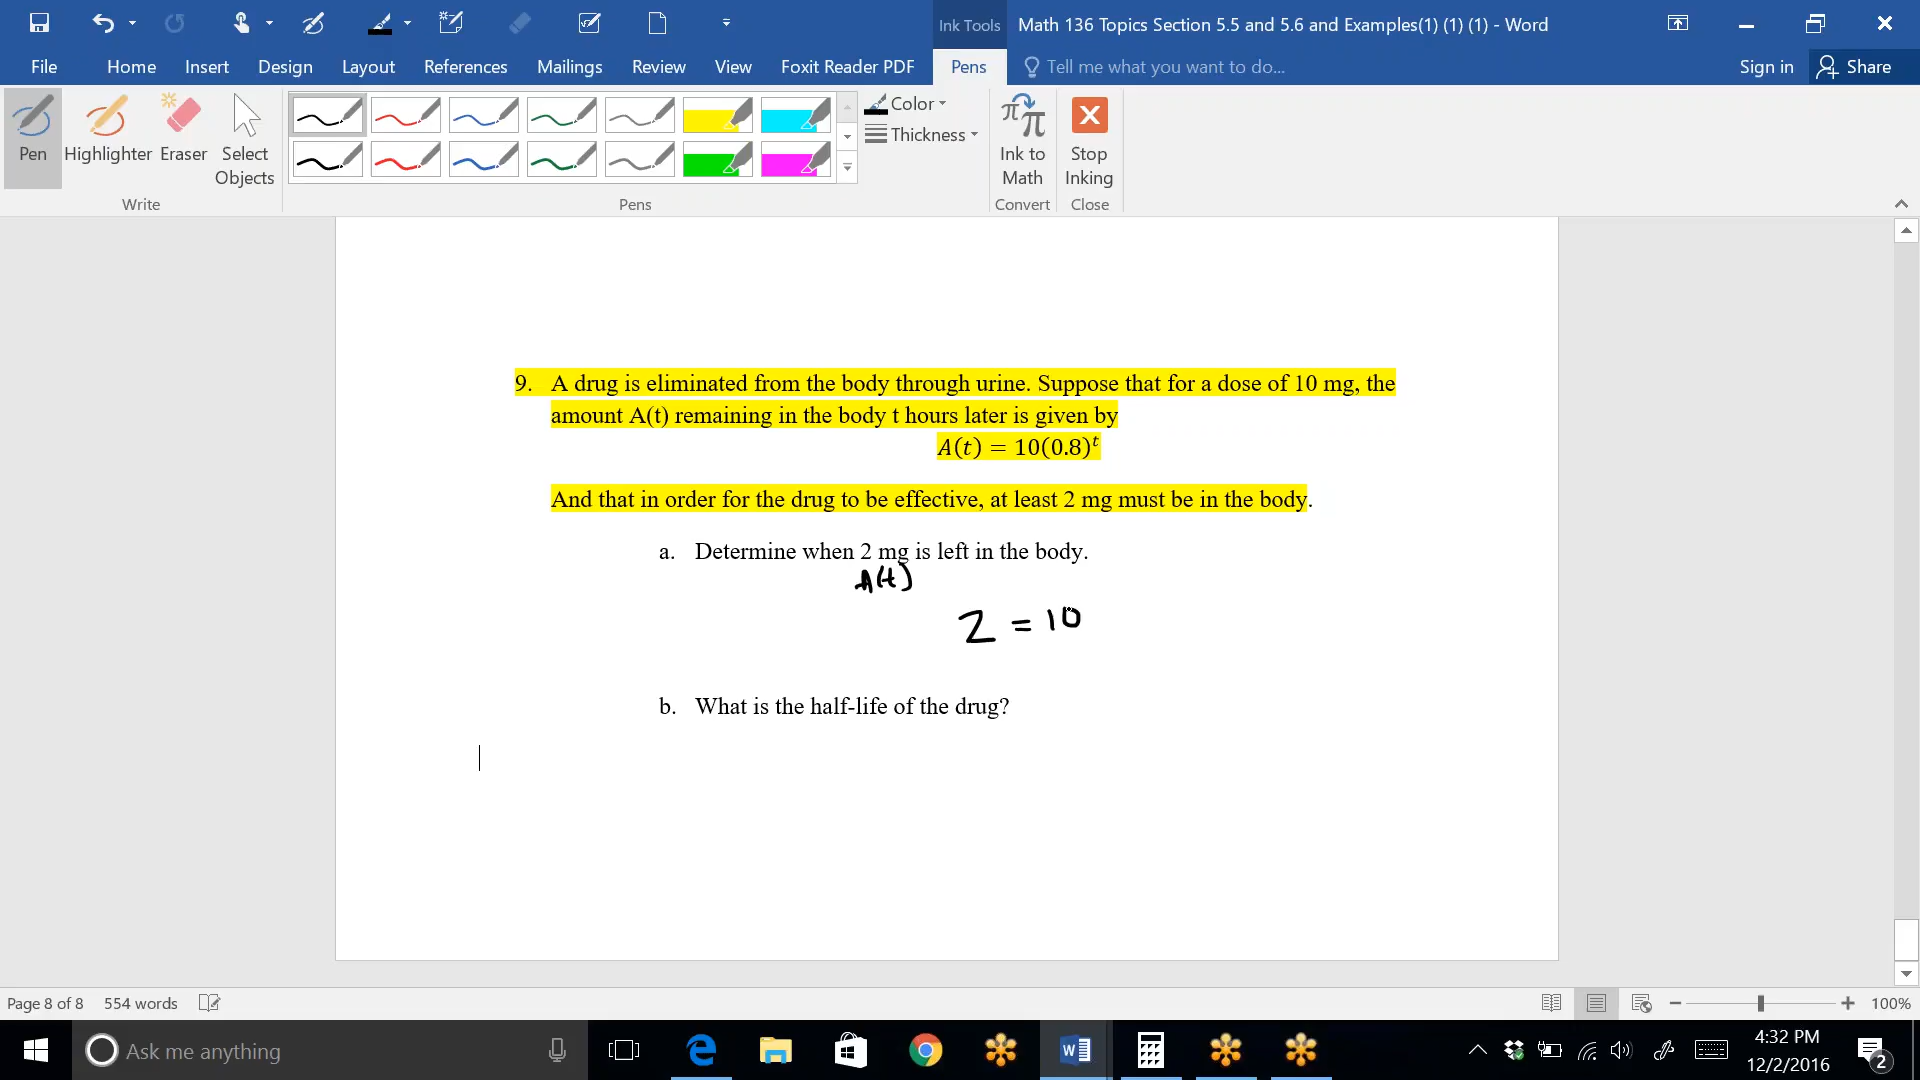 Ink Tools
Math 136 Topics Section 5.5 and 5.6 and Examples(1) (1) (1) - Word
File Home Insert Design Layout References Mailings Review View Foxit Reader PDF Pens Tell me what you want to do... Sign in Share
Pen Highlighter Eraser Select Objects
Color
Thickness
Ink to Math
Stop Inking
Write Pens Convert Close
9. A drug is eliminated from the body through urine. Suppose that for a dose of 10 mg, the
amount A(t) remaining in the body t hours later is given by
A(t) = 10(0.8)^t
And that in order for the drug to be effective, at least 2 mg must be in the body.
a. Determine when 2 mg is left in the body.
A(t)
2 = 10
b. What is the half-life of the drug?
Page 8 of 8 554 words 100%
Ask me anything
4:32 PM
12/2/2016
2